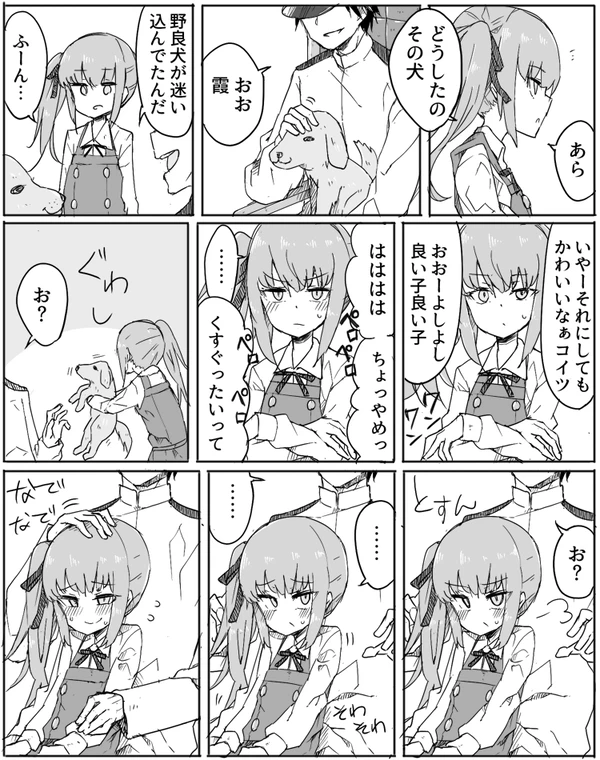 あら
どうしたの
その犬
おお
霞
野良犬が迷い
込んでたんだ
ふーん…
いやーそれにしても
かわいいなぁコイツ
おおーよしよし
良い子良い子
クンクン
はははは
ちょっやめっ
くすぐったいって
……
ペロペロ
ペロペロ
ぐわし
お?
お?
とすん
……
……
そわ
そわ
なで
なで